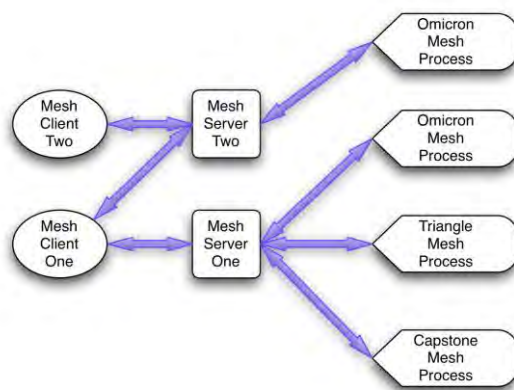 Omicron
Mesh
Process
Mesh
Client
Two
Mesh
Server
Two
Omicron
Mesh
Process
Mesh
Client
One
Mesh
Server
One
Triangle
Mesh
Process
Capstone
Mesh
Process